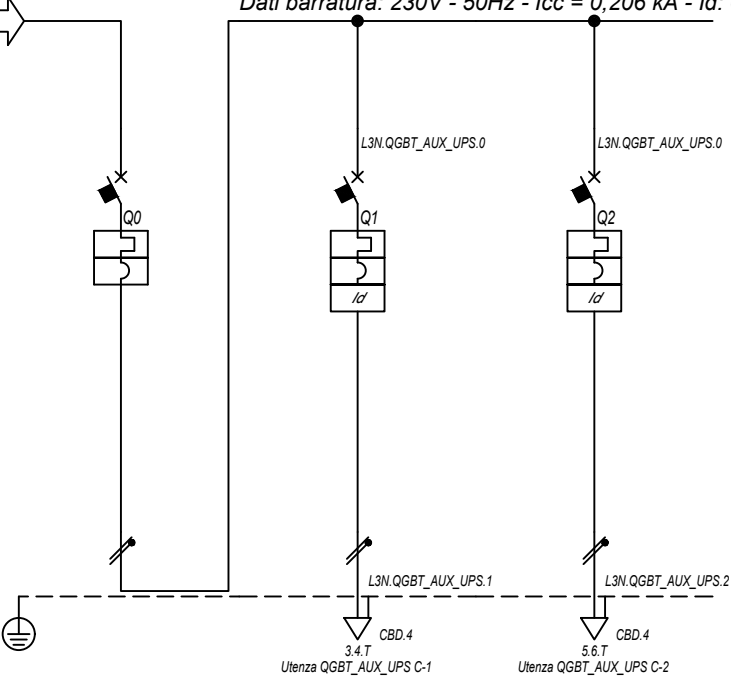 Dati barratura: 230V - 50Hz - Icc = 0,206 kA - Id:
L3N.QGBT_AUX_UPS.0
L3N.QGBT_AUX_UPS.0
Q0
Q1
Q2
Id
Id
L3N.QGBT_AUX_UPS.1
L3N.QGBT_AUX_UPS.2
CBD.4
CBD.4
3.4.T
5.6.T
Utenza QGBT_AUX_UPS C-1
Utenza QGBT_AUX_UPS C-2